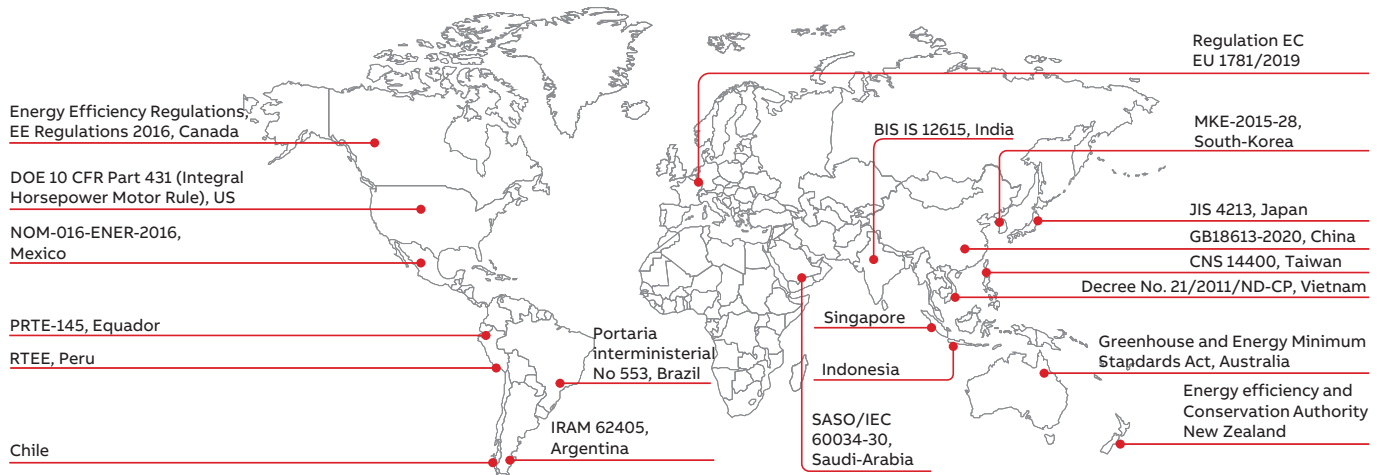 Regulation EC
EU 1781/2019
Energy Efficiency Regulations,
EE Regulations 2016, Canada
BIS IS 12615, India
MKE-2015-28,
South-Korea
DOE 10 CFR Part 431 (Integral
Horsepower Motor Rule), US
JIS 4213, Japan
NOM-016-ENER-2016,
Mexico
GB18613-2020, China
CNS 14400, Taiwan
Decree No. 21/2011/ND-CP, Vietnam
PRTE-145, Equador
Portaria
interministerial
No 553, Brazil
Singapore
RTEE, Peru
Indonesia
Greenhouse and Energy Minimum
Standards Act, Australia
Energy efficiency and
Conservation Authority
New Zealand
SASO/IEC
60034-30,
Saudi-Arabia
IRAM 62405,
Argentina
Chile